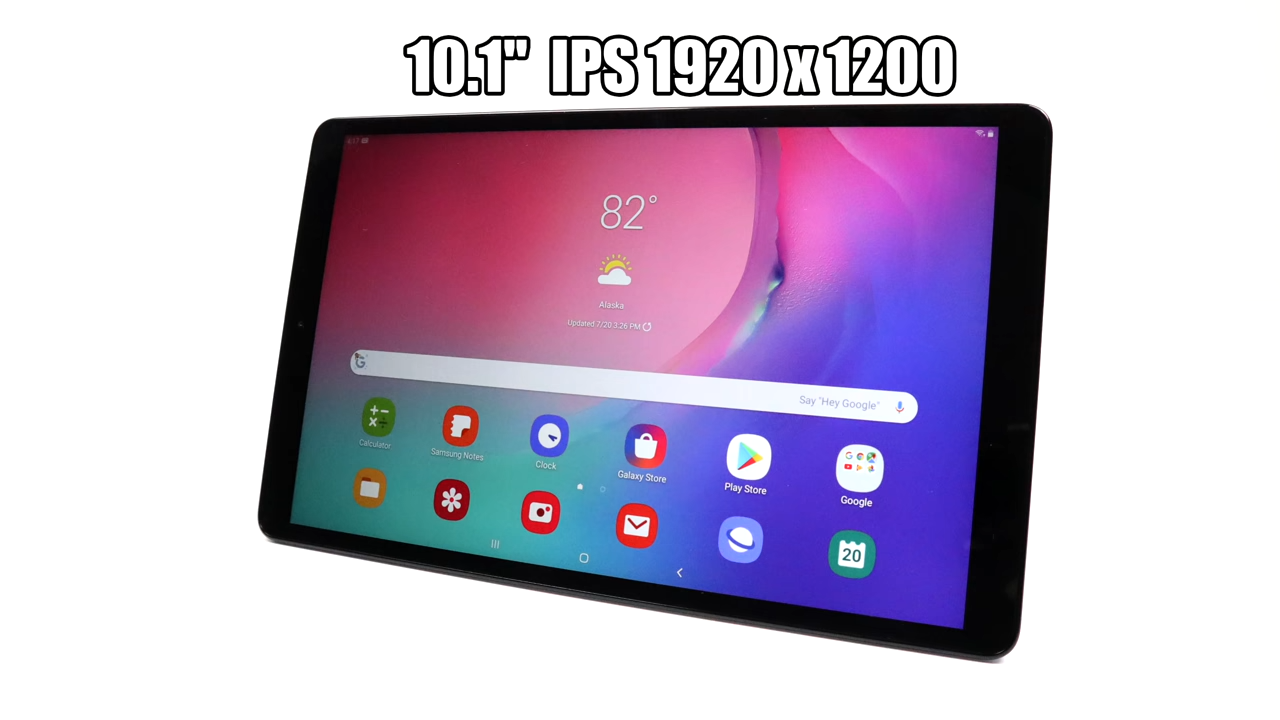 10.1" IPS 1920 x 1200
82°
Alaska
Updated 7/20 3:26 PM
G
Say "Hey Google"
Calculator
Samsung Notes
Clock
Galaxy Store
Play Store
Google
20